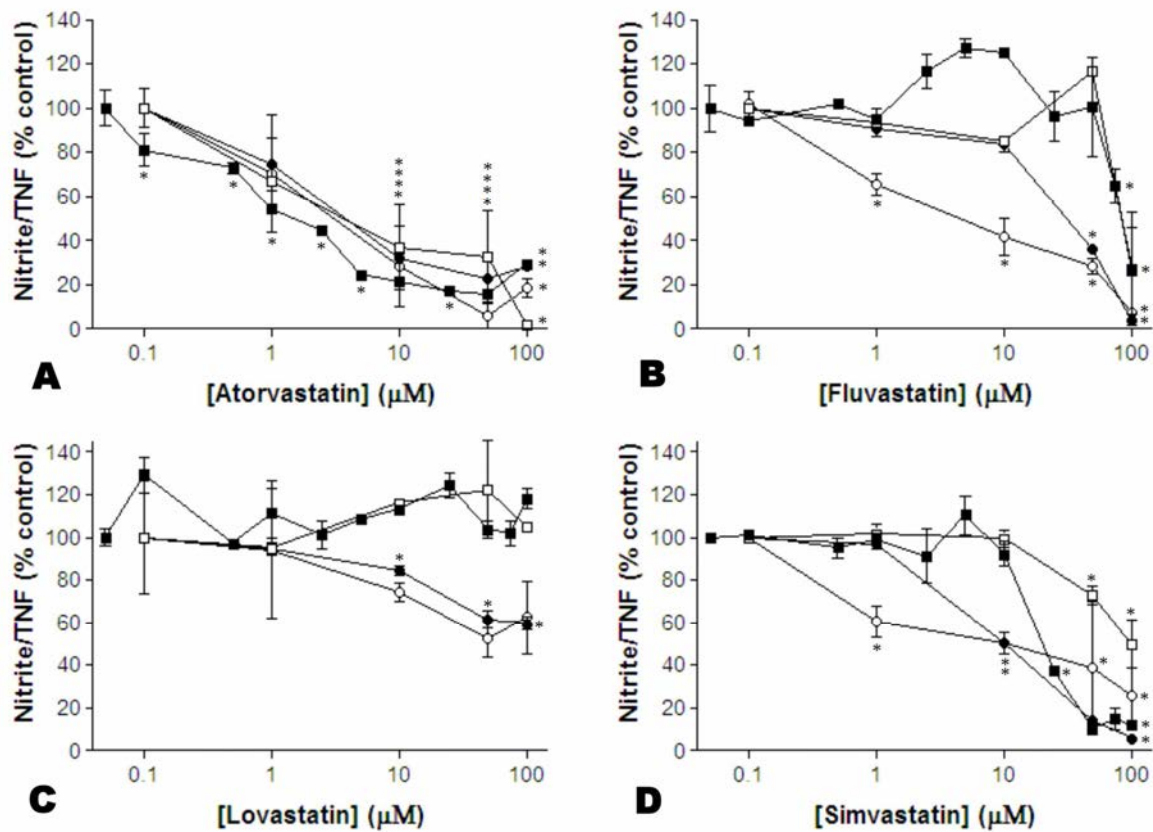 140
120
100
80
60
40
20
0
Nitrite/TNF (% control)
0.1 1 10 100
[Atorvastatin] (μM)
A
* * * * * * * * * * * * * * * * * *
140
120
100
80
60
40
20
0
Nitrite/TNF (% control)
0.1 1 10 100
[Fluvastatin] (μM)
B
* * * * * * * *
140
120
100
80
60
40
20
0
Nitrite/TNF (% control)
0.1 1 10 100
[Lovastatin] (μM)
C
* * *
140
120
100
80
60
40
20
0
Nitrite/TNF (% control)
0.1 1 10 100
[Simvastatin] (μM)
D
* * * * * * * * * *